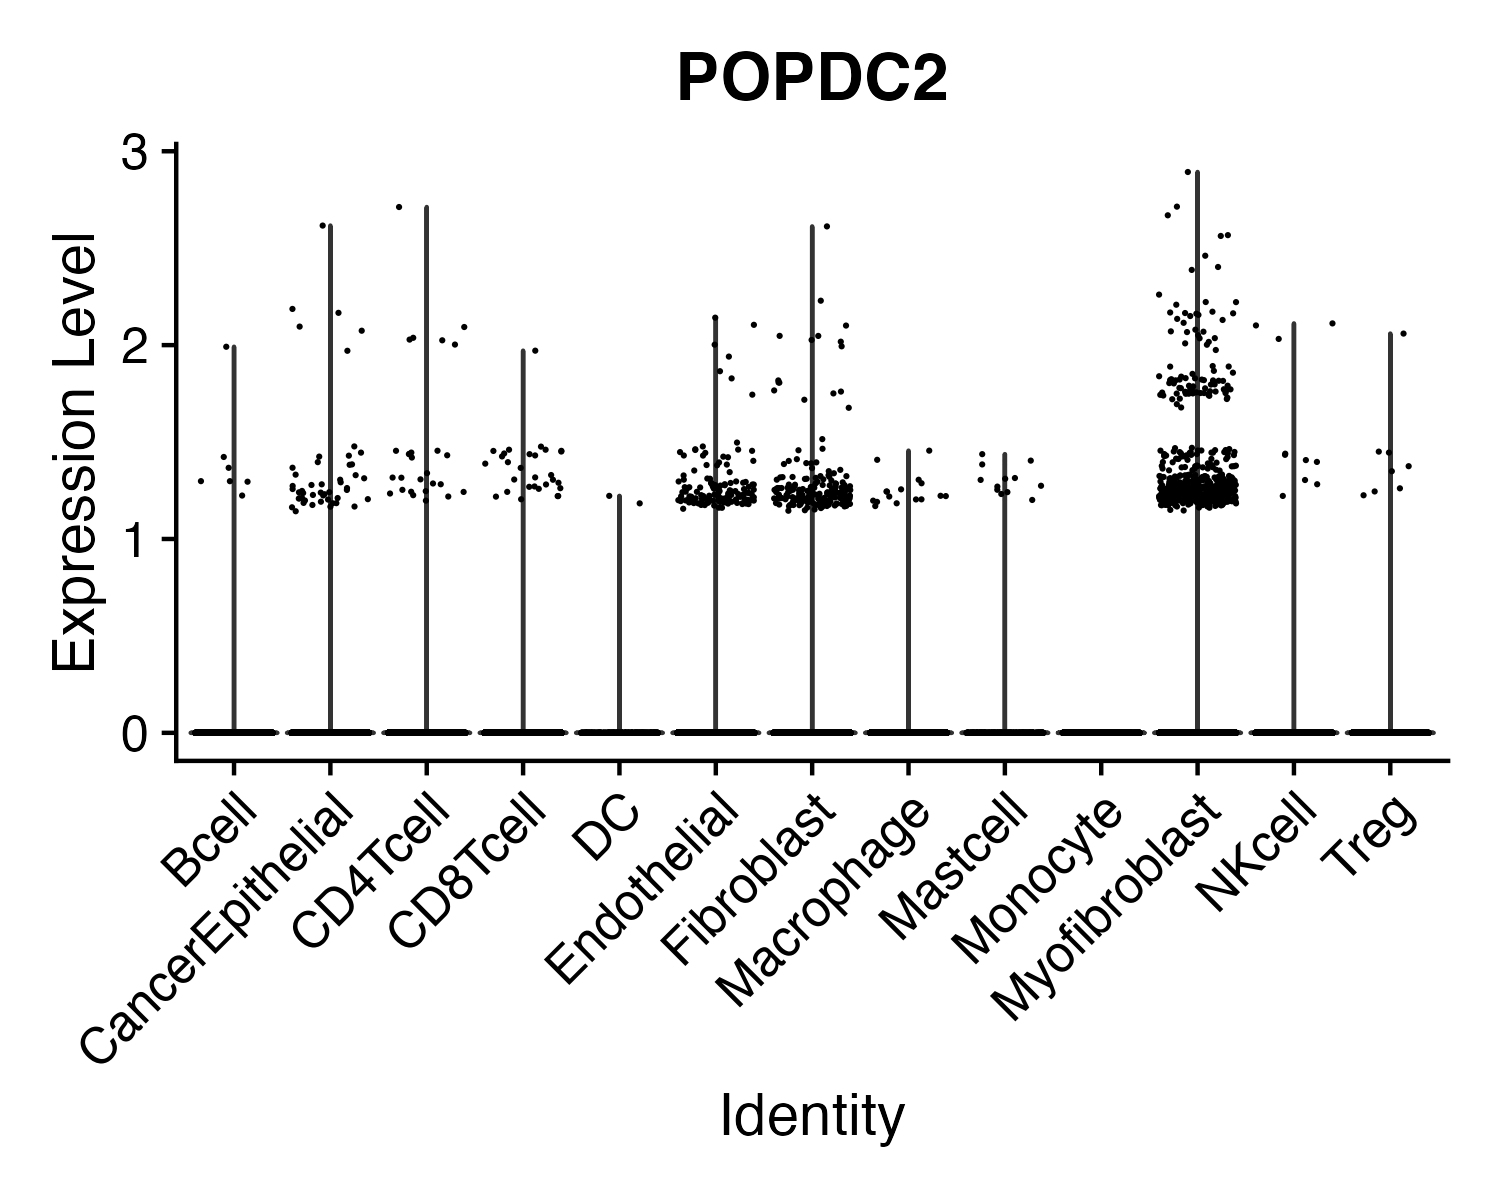 POPDC2
Expression Level
3
2
1
0
Bcell
CancerEpithelial
CD4Tcell
CD8Tcell
DC
Endothelial
Fibroblast
Macrophage
Mastcell
Monocyte
Myofibroblast
NKcell
Treg
Identity